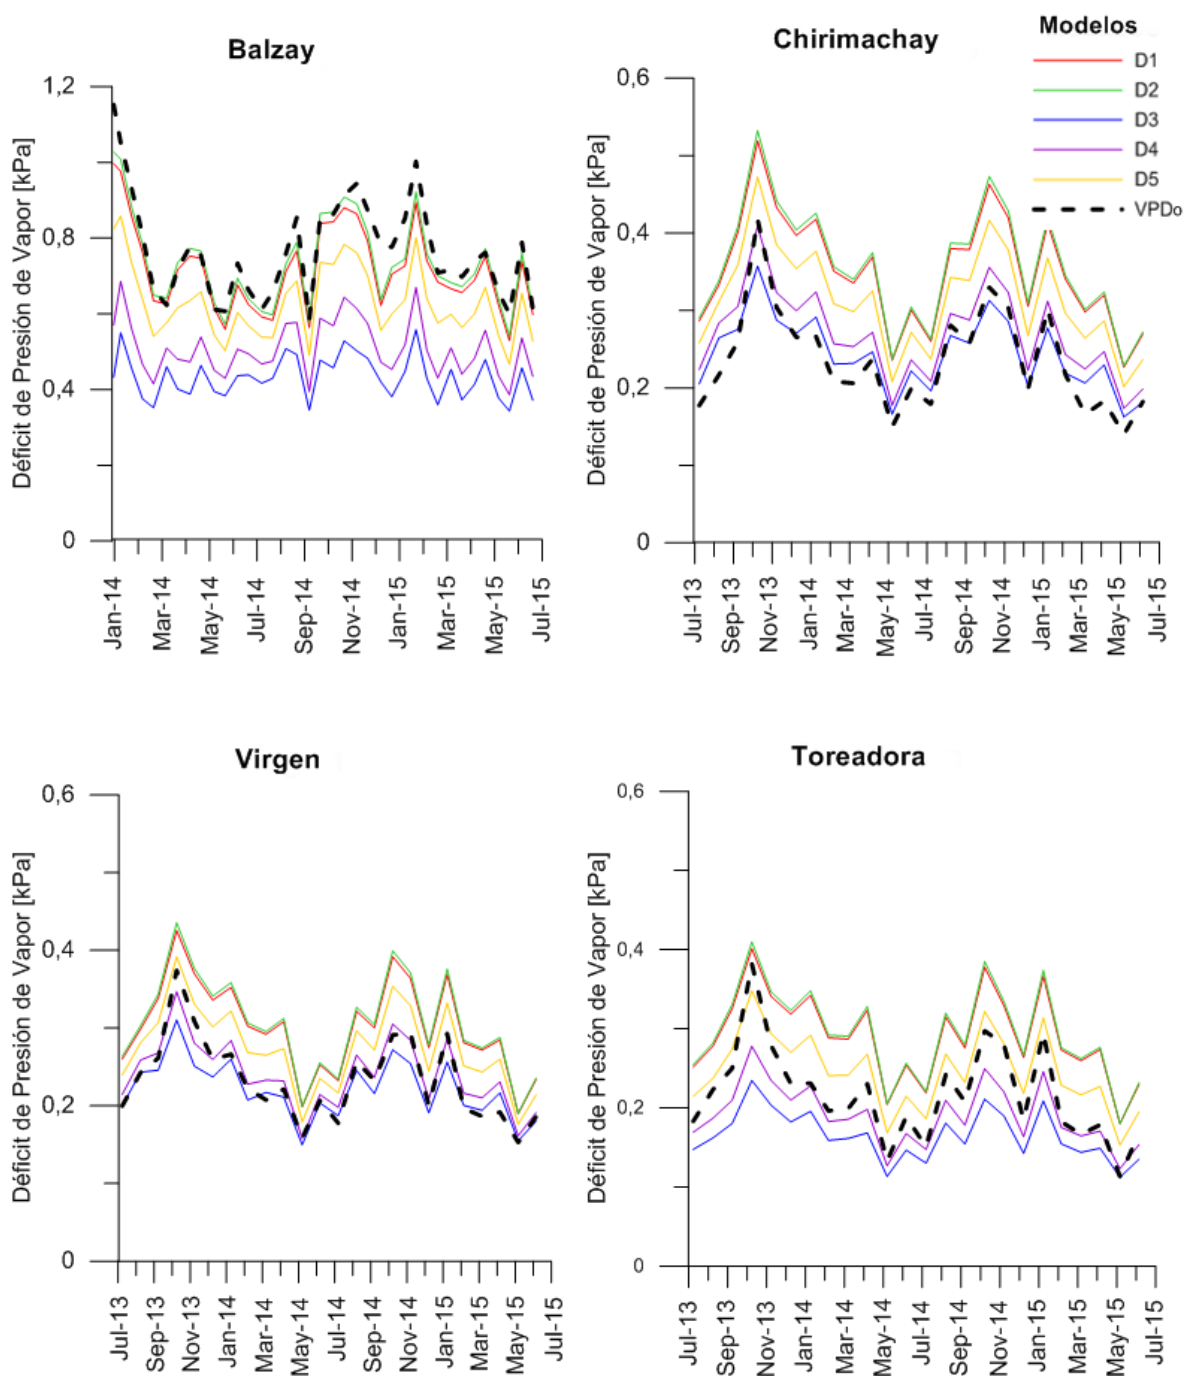 Balzay
Déficit de Presión de Vapor [kPa]
1,2
0,8
0,4
0
Jan-14
Mar-14
May-14
Jul-14
Sep-14
Nov-14
Jan-15
Mar-15
May-15
Jul-15
Chirimachay
Déficit de Presión de Vapor [kPa]
0,6
0,4
0,2
0
Jul-13
Sep-13
Nov-13
Jan-14
Mar-14
May-14
Jul-14
Sep-14
Nov-14
Jan-15
Mar-15
May-15
Jul-15
Modelos
D1
D2
D3
D4
D5
VPDo
Virgen
Déficit de Presión de Vapor [kPa]
0,6
0,4
0,2
0
Jul-13
Sep-13
Nov-13
Jan-14
Mar-14
May-14
Jul-14
Sep-14
Nov-14
Jan-15
Mar-15
May-15
Jul-15
Toreadora
Déficit de Presión de Vapor [kPa]
0,6
0,4
0,2
0
Jul-13
Sep-13
Nov-13
Jan-14
Mar-14
May-14
Jul-14
Sep-14
Nov-14
Jan-15
Mar-15
May-15
Jul-15